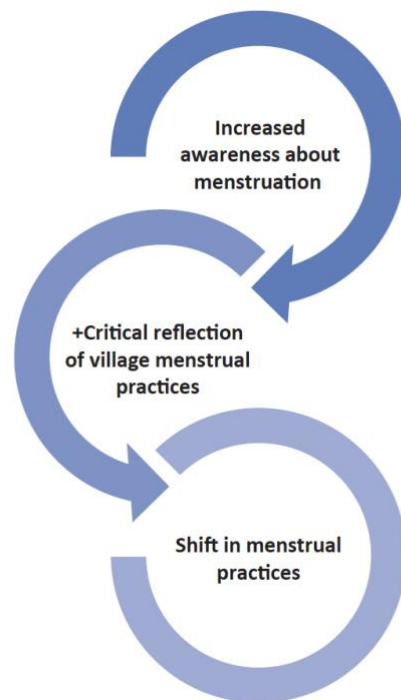 Increased
awareness about
menstruation
+Critical reflection
of village menstrual
practices
Shift in menstrual
practices